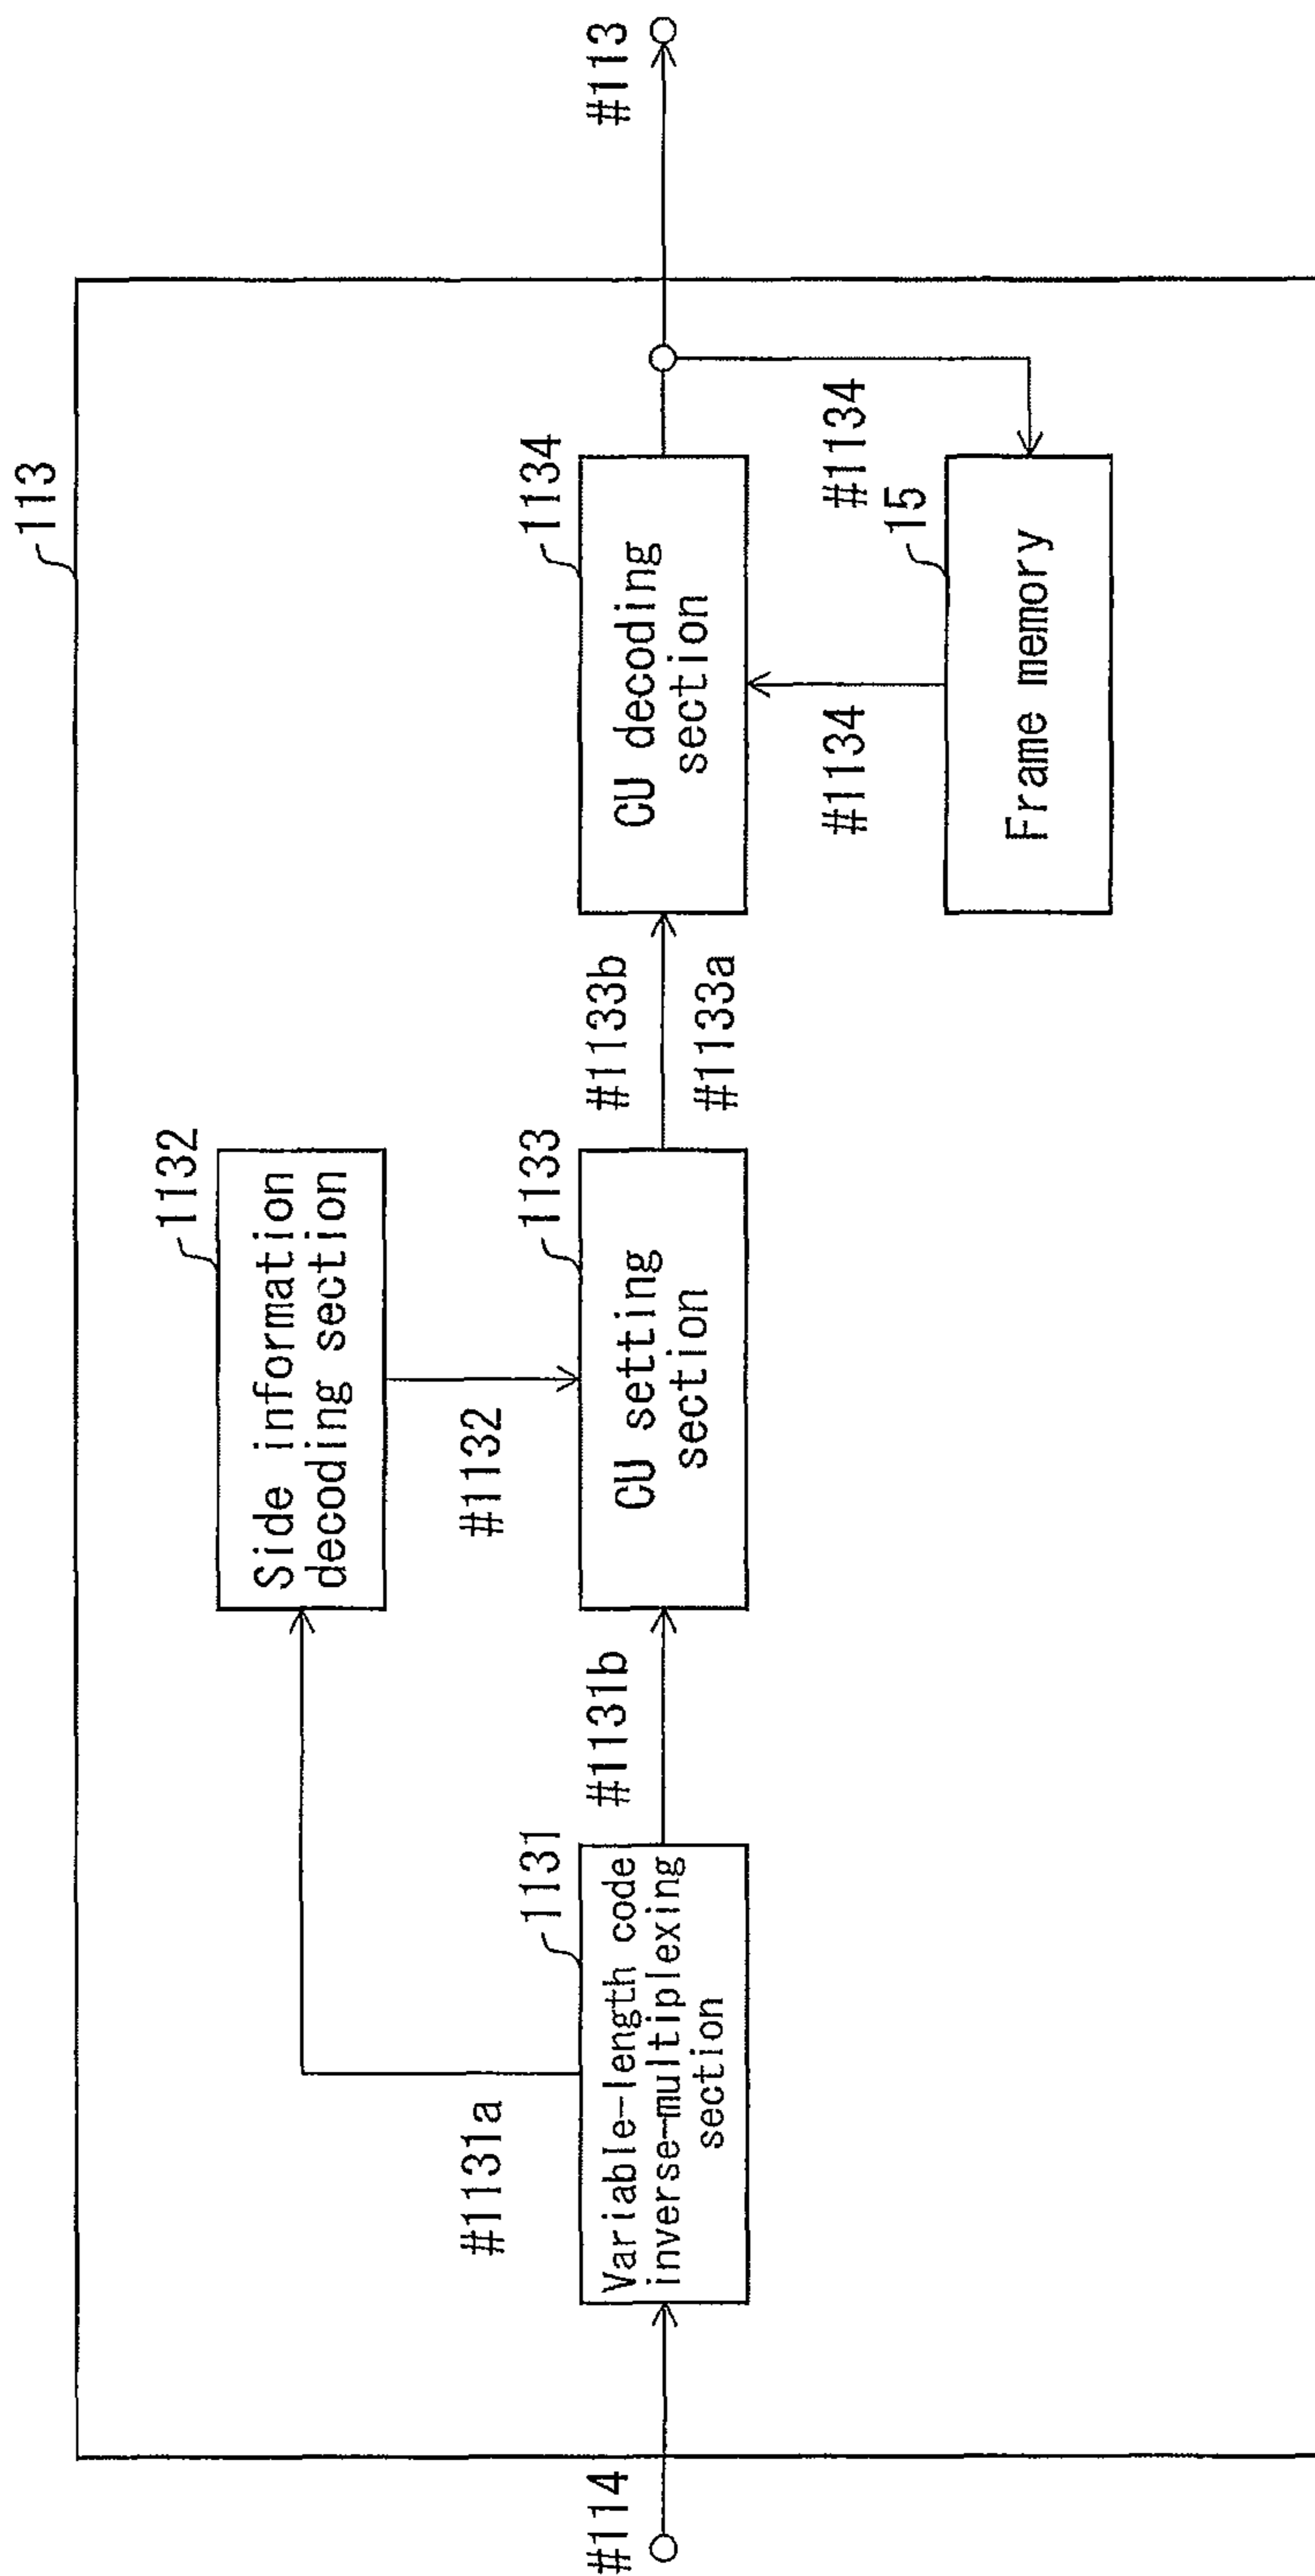 113
#114
#1131a
1131
Variable-length code
inverse-multiplexing
section
#1131b
1132
Side information
decoding section
#1132
1133
CU setting
section
#1133b
#1133a
1134
CU decoding
section
#1134
#1134
15
Frame memory
#113